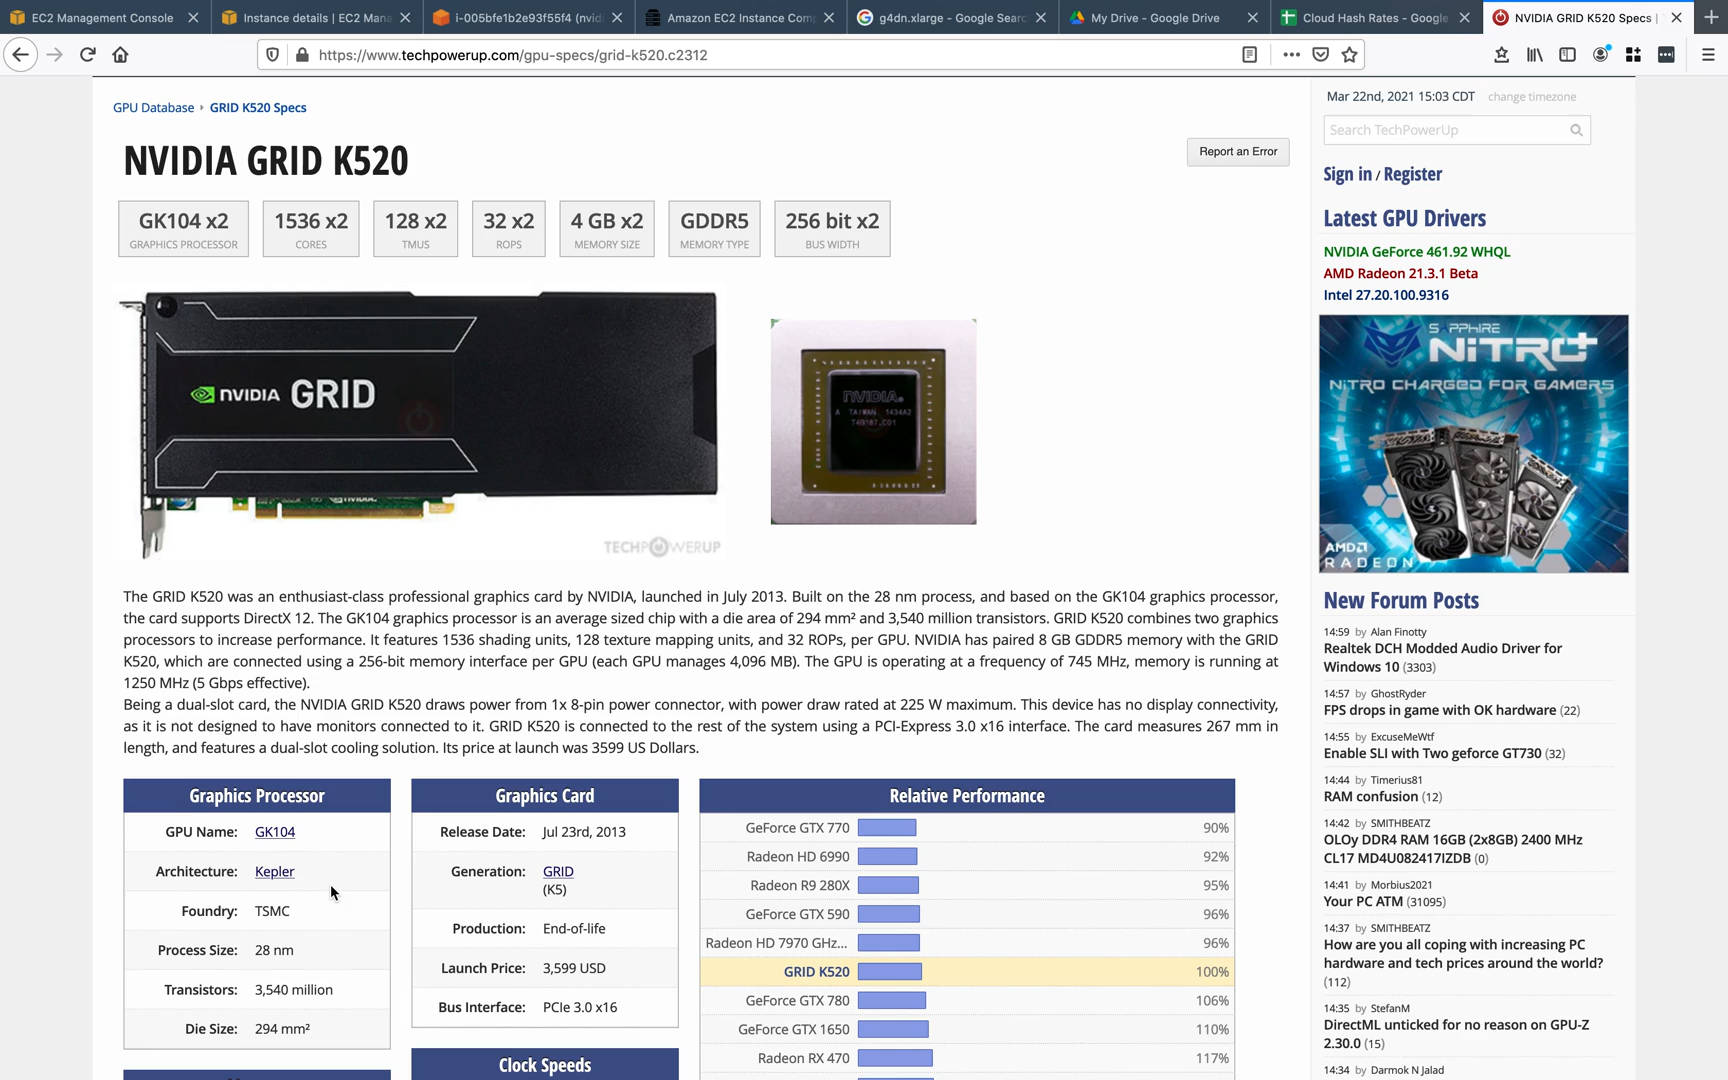 EC2 Management Console
Instance details | EC2 Mana
i-005bfe1b2e93f55f4 (nvidi
Amazon EC2 Instance Com
g4dn.xlarge - Google Searc
My Drive - Google Drive
Cloud Hash Rates - Google
NVIDIA GRID K520 Specs |
https://www.techpowerup.com/gpu-specs/grid-k520.c2312
GPU Database › GRID K520 Specs
NVIDIA GRID K520
Report an Error
GK104 x2
GRAPHICS PROCESSOR
1536 x2
CORES
128 x2
TMUS
32 x2
ROPS
4 GB x2
MEMORY SIZE
GDDR5
MEMORY TYPE
256 bit x2
BUS WIDTH
NVIDIA GRID
NVIDIA
TECHPOWERUP
NVIDIA.
A TAIWAN 1434A2
The GRID K520 was an enthusiast-class professional graphics card by NVIDIA, launched in July 2013. Built on the 28 nm process, and based on the GK104 graphics processor,
the card supports DirectX 12. The GK104 graphics processor is an average sized chip with a die area of 294 mm² and 3,540 million transistors. GRID K520 combines two graphics
processors to increase performance. It features 1536 shading units, 128 texture mapping units, and 32 ROPs, per GPU. NVIDIA has paired 8 GB GDDR5 memory with the GRID
K520, which are connected using a 256-bit memory interface per GPU (each GPU manages 4,096 MB). The GPU is operating at a frequency of 745 MHz, memory is running at
1250 MHz (5 Gbps effective).
Being a dual-slot card, the NVIDIA GRID K520 draws power from 1x 8-pin power connector, with power draw rated at 225 W maximum. This device has no display connectivity,
as it is not designed to have monitors connected to it. GRID K520 is connected to the rest of the system using a PCI-Express 3.0 x16 interface. The card measures 267 mm in
length, and features a dual-slot cooling solution. Its price at launch was 3599 US Dollars.
Graphics Processor
GPU Name: GK104
Architecture: Kepler
Foundry: TSMC
Process Size: 28 nm
Transistors: 3,540 million
Die Size: 294 mm²
Graphics Card
Release Date: Jul 23rd, 2013
Generation: GRID
(K5)
Production: End-of-life
Launch Price: 3,599 USD
Bus Interface: PCIe 3.0 x16
Clock Speeds
Relative Performance
GeForce GTX 770 90%
Radeon HD 6990 92%
Radeon R9 280X 95%
GeForce GTX 590 96%
Radeon HD 7970 GHz... 96%
GRID K520 100%
GeForce GTX 780 106%
GeForce GTX 1650 110%
Radeon RX 470 117%
Mar 22nd, 2021 15:03 CDT change timezone
Search TechPowerUp
Sign in / Register
Latest GPU Drivers
NVIDIA GeForce 461.92 WHQL
AMD Radeon 21.3.1 Beta
Intel 27.20.100.9316
SAPPHIRE
NITRO+
NITRO CHARGED FOR GAMERS
AMD
RADEON
New Forum Posts
14:59 by Alan Finotty
Realtek DCH Modded Audio Driver for
Windows 10 (3303)
14:57 by GhostRyder
FPS drops in game with OK hardware (22)
14:55 by ExcuseMeWtf
Enable SLI with Two geforce GT730 (32)
14:44 by Timerius81
RAM confusion (12)
14:42 by SMITHBEATZ
OLOy DDR4 RAM 16GB (2x8GB) 2400 MHz
CL17 MD4U082417IZDB (0)
14:41 by Morbius2021
Your PC ATM (31095)
14:37 by SMITHBEATZ
How are you all coping with increasing PC
hardware and tech prices around the world?
(112)
14:35 by StefanM
DirectML unticked for no reason on GPU-Z
2.30.0 (15)
14:34 by Darmok N Jalad